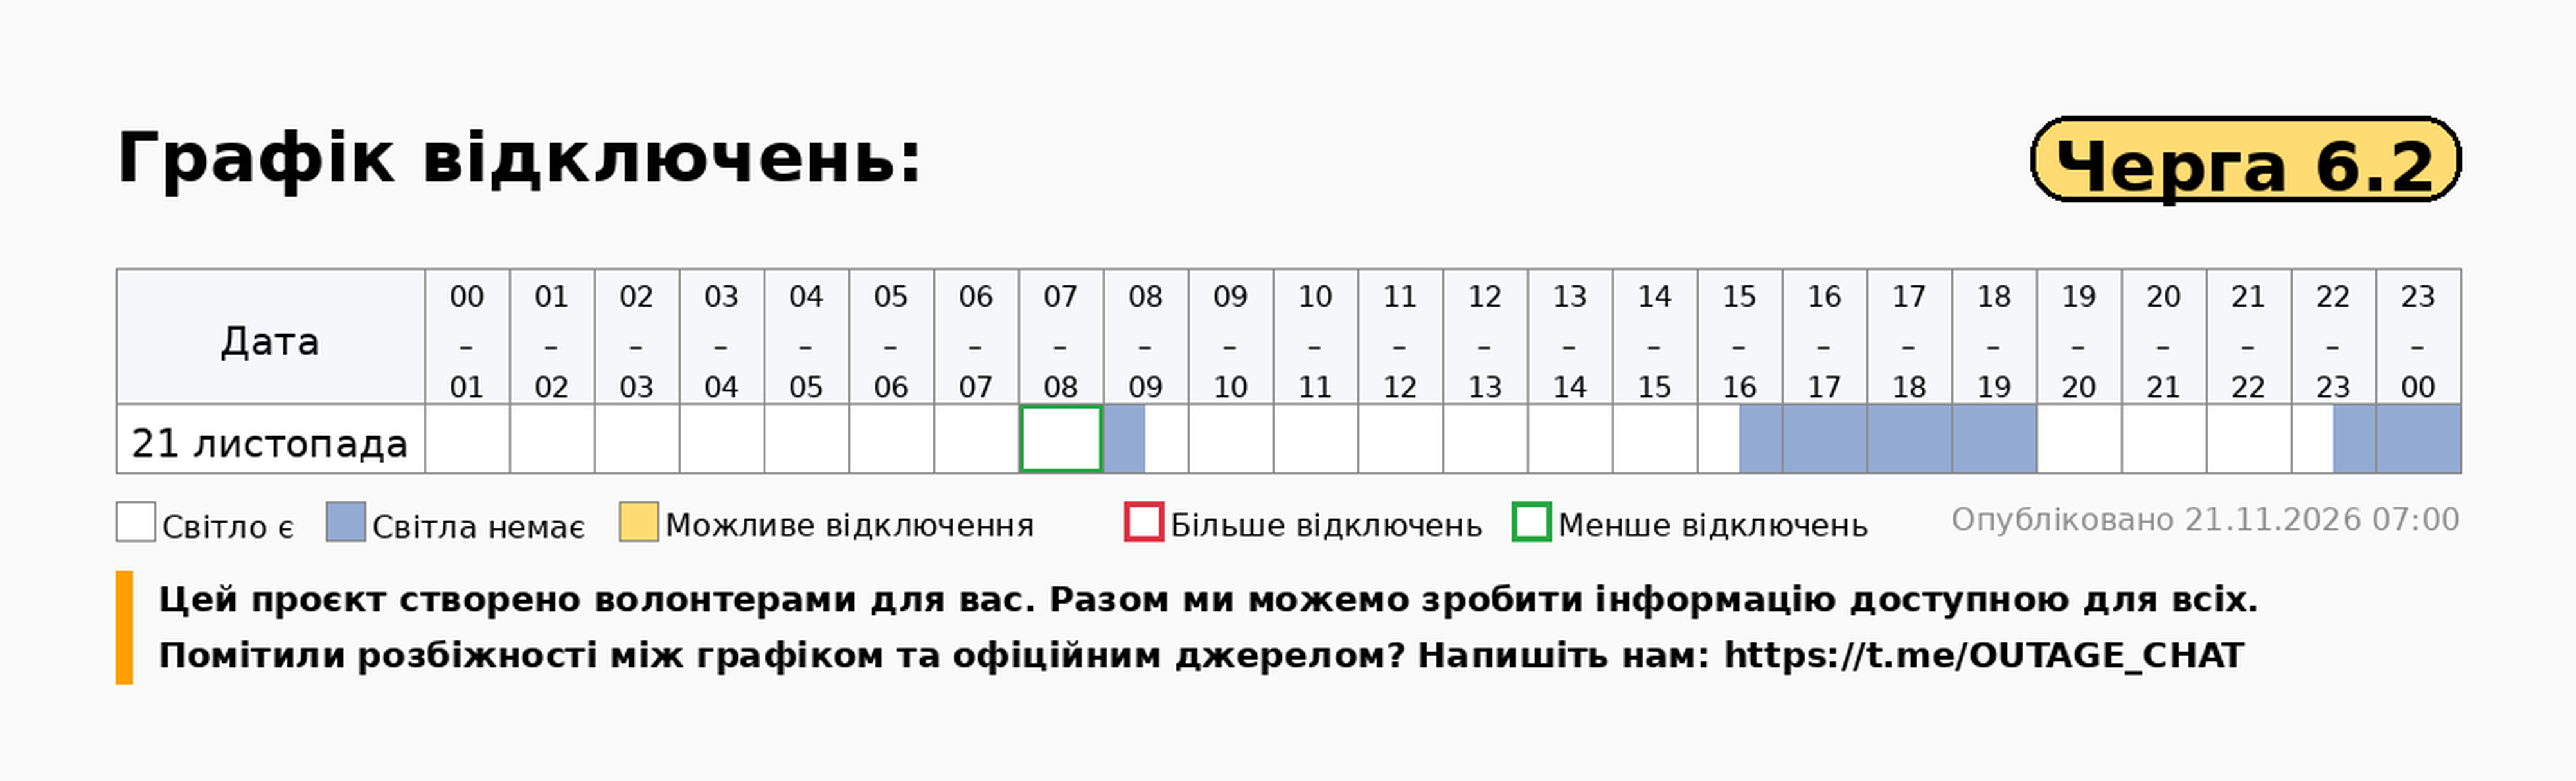 Графік відключень:
Черга 6.2
Дата
00 – 01
01 – 02
02 – 03
03 – 04
04 – 05
05 – 06
06 – 07
07 – 08
08 – 09
09 – 10
10 – 11
11 – 12
12 – 13
13 – 14
14 – 15
15 – 16
16 – 17
17 – 18
18 – 19
19 – 20
20 – 21
21 – 22
22 – 23
23 – 00
21 листопада
Світло є
Світла немає
Можливе відключення
Більше відключень
Менше відключень
Опубліковано 21.11.2026 07:00
Цей проєкт створено волонтерами для вас. Разом ми можемо зробити інформацію доступною для всіх.
Помітили розбіжності між графіком та офіційним джерелом? Напишіть нам: https://t.me/OUTAGE_CHAT